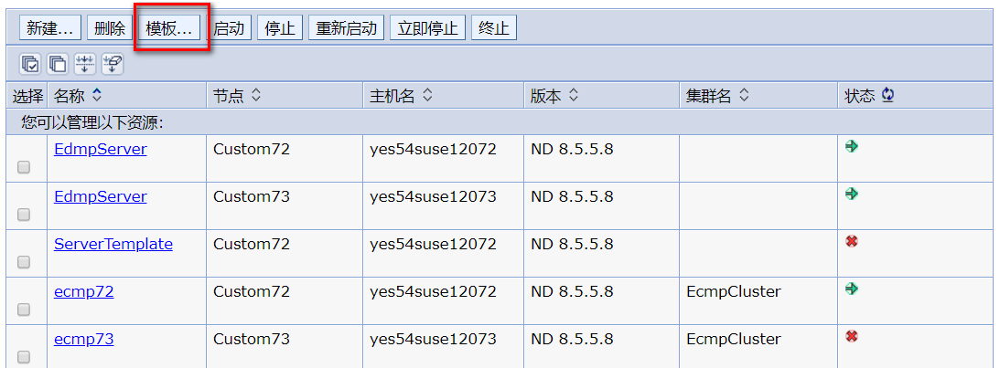 新建... 删除 模板... 启动 停止 重新启动 立即停止 终止
选择 名称 节点 主机名 版本 集群名 状态
您可以管理以下资源:
EdmpServer Custom72 yes54suse12072 ND 8.5.5.8
EdmpServer Custom73 yes54suse12073 ND 8.5.5.8
ServerTemplate Custom72 yes54suse12072 ND 8.5.5.8
ecmp72 Custom72 yes54suse12072 ND 8.5.5.8 EcmpCluster
ecmp73 Custom73 yes54suse12073 ND 8.5.5.8 EcmpCluster